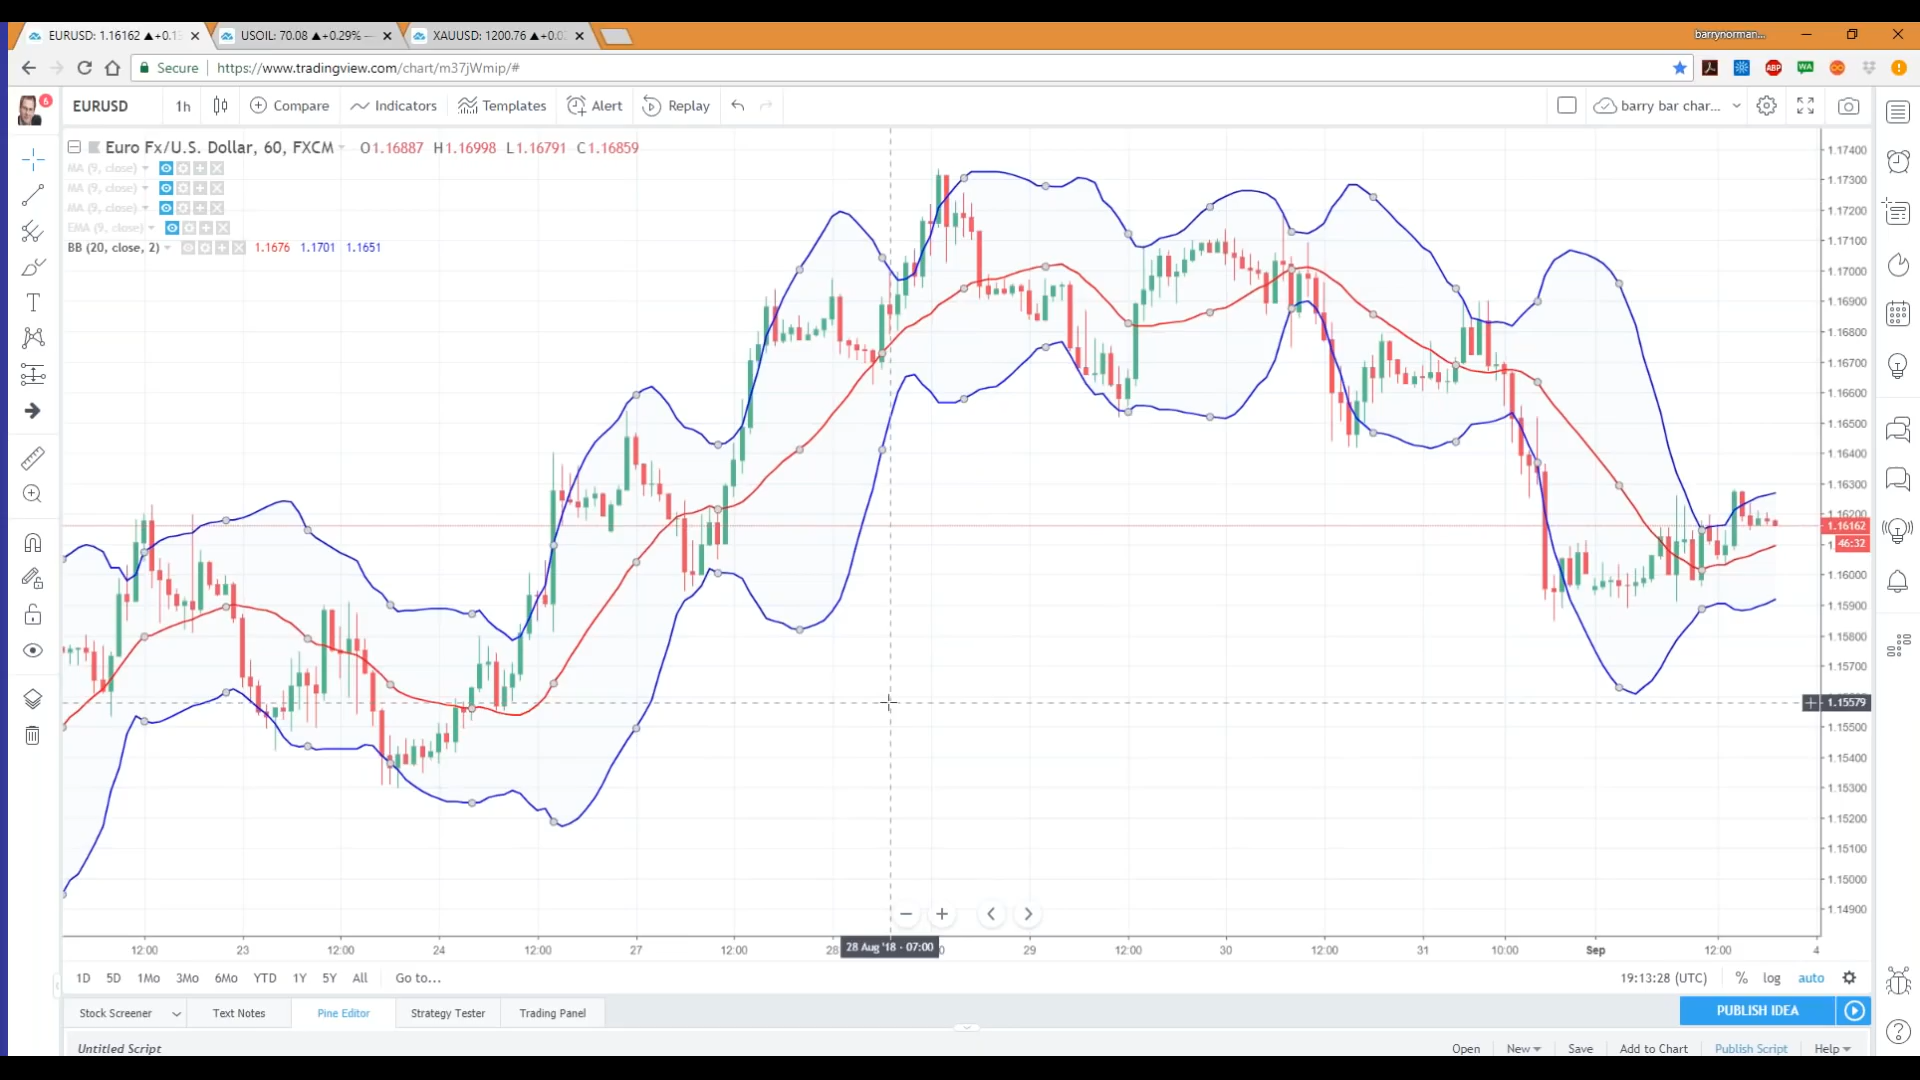 EURUSD: 1.16162 ▲+0.1 USOIL: 70.08 ▲+0.29% — XAUUSD: 1200.76 ▲+0.0 barrynorman...
Secure https://www.tradingview.com/chart/m37jWmip/#
6 EURUSD 1h Compare Indicators Templates Alert Replay barry bar char...
Euro Fx/U.S. Dollar, 60, FXCM O1.16887 H1.16998 L1.16791 C1.16859
MA (9, close)
MA (9, close)
MA (9, close)
EMA (9, close)
BB (20, close, 2) 1.1676 1.1701 1.1651
1.17400
1.17300
1.17200
1.17100
1.17000
1.16900
1.16800
1.16700
1.16600
1.16500
1.16400
1.16300
1.16200
1.16162
46:32
1.16000
1.15900
1.15800
1.15700
1.15579
1.15500
1.15400
1.15300
1.15200
1.15100
1.15000
1.14900
12:00 23 12:00 24 12:00 27 12:00 28 28 Aug '18 - 07:00 29 12:00 30 12:00 31 10:00 Sep 12:00 4
1D 5D 1Mo 3Mo 6Mo YTD 1Y 5Y All Go to... 19:13:28 (UTC) % log auto
Stock Screener Text Notes Pine Editor Strategy Tester Trading Panel PUBLISH IDEA
Untitled Script Open New Save Add to Chart Publish Script Help